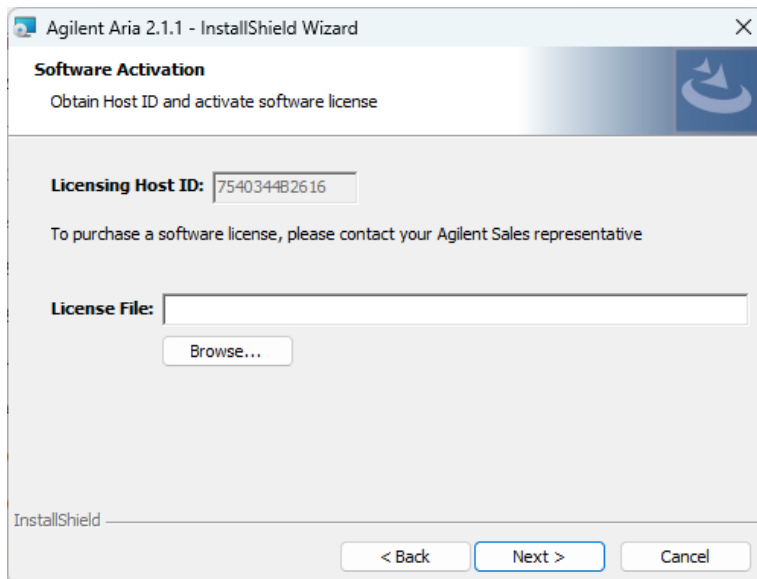 Agilent Aria 2.1.1 - InstallShield Wizard
Software Activation
Obtain Host ID and activate software license
Licensing Host ID: 7540344B2616
To purchase a software license, please contact your Agilent Sales representative
License File:
Browse...
InstallShield
< Back Next > Cancel